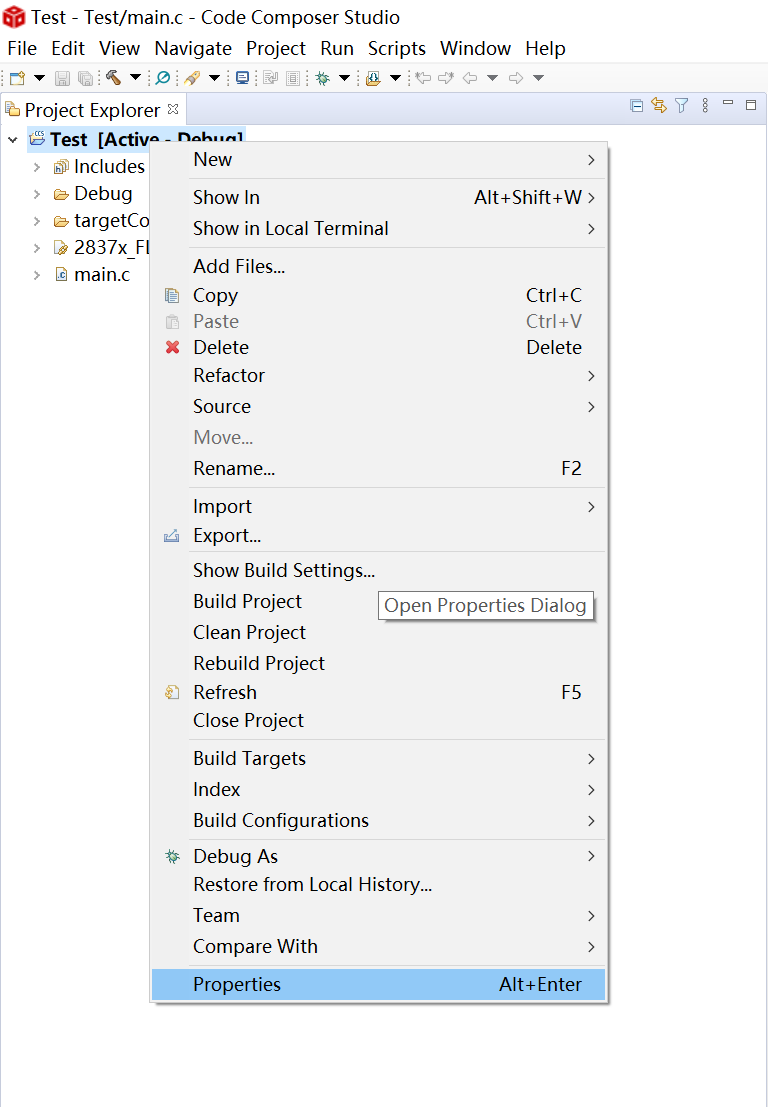 Test - Test/main.c - Code Composer Studio
File Edit View Navigate Project Run Scripts Window Help
Project Explorer
Test [Active - Debug]
Includes
Debug
targetCo
2837x_Fl
main.c
New
Show In Alt+Shift+W
Show in Local Terminal
Add Files...
Copy Ctrl+C
Paste Ctrl+V
Delete Delete
Refactor
Source
Move...
Rename... F2
Import
Export...
Show Build Settings...
Build Project
Open Properties Dialog
Clean Project
Rebuild Project
Refresh F5
Close Project
Build Targets
Index
Build Configurations
Debug As
Restore from Local History...
Team
Compare With
Properties Alt+Enter